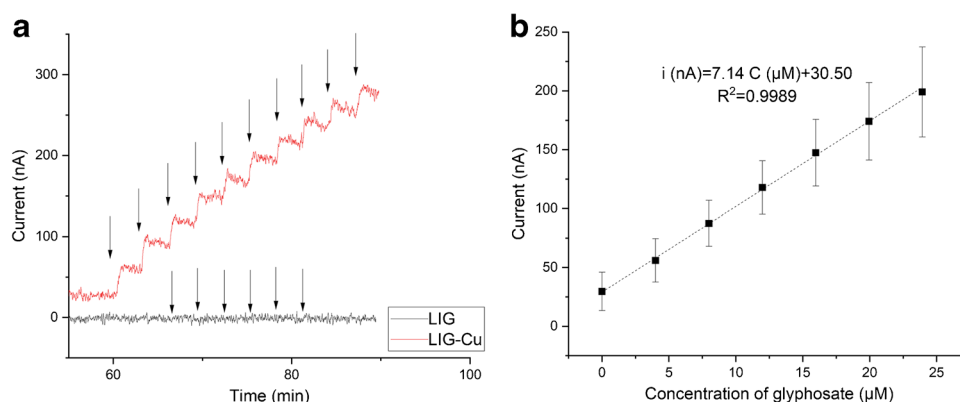 a
300
200
100
0
Current (nA)
60
80
100
Time (min)
LIG
LIG-Cu
b
i (nA)=7.14 C (µM)+30.50
R²=0.9989
250
200
150
100
50
0
Current (nA)
0
5
10
15
20
25
Concentration of glyphosate (µM)